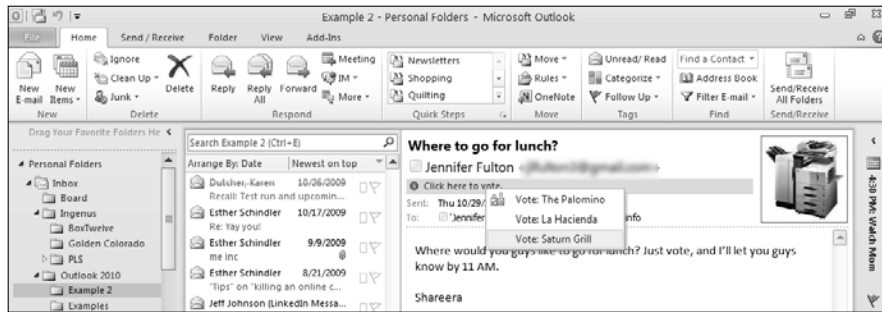 Example 2 - Personal Folders - Microsoft Outlook
File Home Send / Receive Folder View Add-Ins
New E-mail
New Items
New
Ignore
Clean Up
Junk
Delete
Delete
Reply
Reply All
Forward
Meeting
IM
More
Respond
Newsletters
Shopping
Quilting
Quick Steps
Move
Rules
OneNote
Move
Unread/ Read
Categorize
Follow Up
Tags
Find a Contact
Address Book
Filter E-mail
Find
Send/Receive All Folders
Send/Receive
Drag Your Favorite Folders He
Personal Folders
Inbox
Board
Ingenus
BoxTwelve
Golden Colorado
PLS
Outlook 2010
Example 2
Examples
Search Example 2 (Ctrl+E)
Arrange By: Date Newest on top
Dutcher, Karen 10/26/2009
Recall: Test run and upcomin...
Esther Schindler 10/17/2009
Re: Yay you!
Esther Schindler 9/9/2009
me inc
Esther Schindler 8/21/2009
"Tips" on "killing an online c...
Jeff Johnson (LinkedIn Messa...
Where to go for lunch?
Jennifer Fulton
Click here to vote.
Sent: Thu 10/29/
To: 'Jennifer info
Vote: The Palomino
Vote: La Hacienda
Vote: Saturn Grill
Where would you guys like to go for lunch? Just vote, and I'll let you guys
know by 11 AM.
Shareera
4:30 PM: Watch Mom